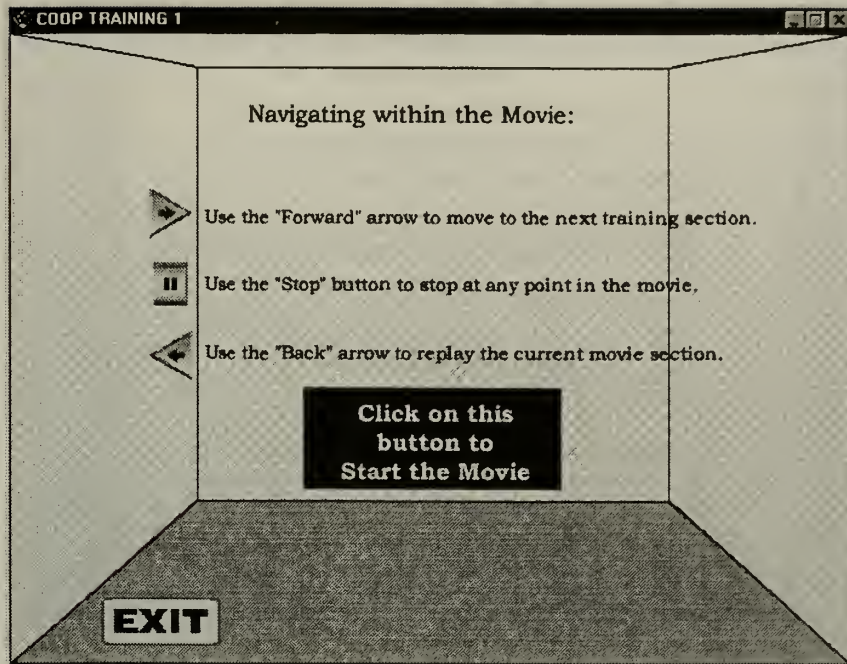 COOP TRAINING 1
Navigating within the Movie:
Use the "Forward" arrow to move to the next training section.
Use the "Stop" button to stop at any point in the movie.
Use the "Back" arrow to replay the current movie section.
Click on this
button to
Start the Movie
EXIT